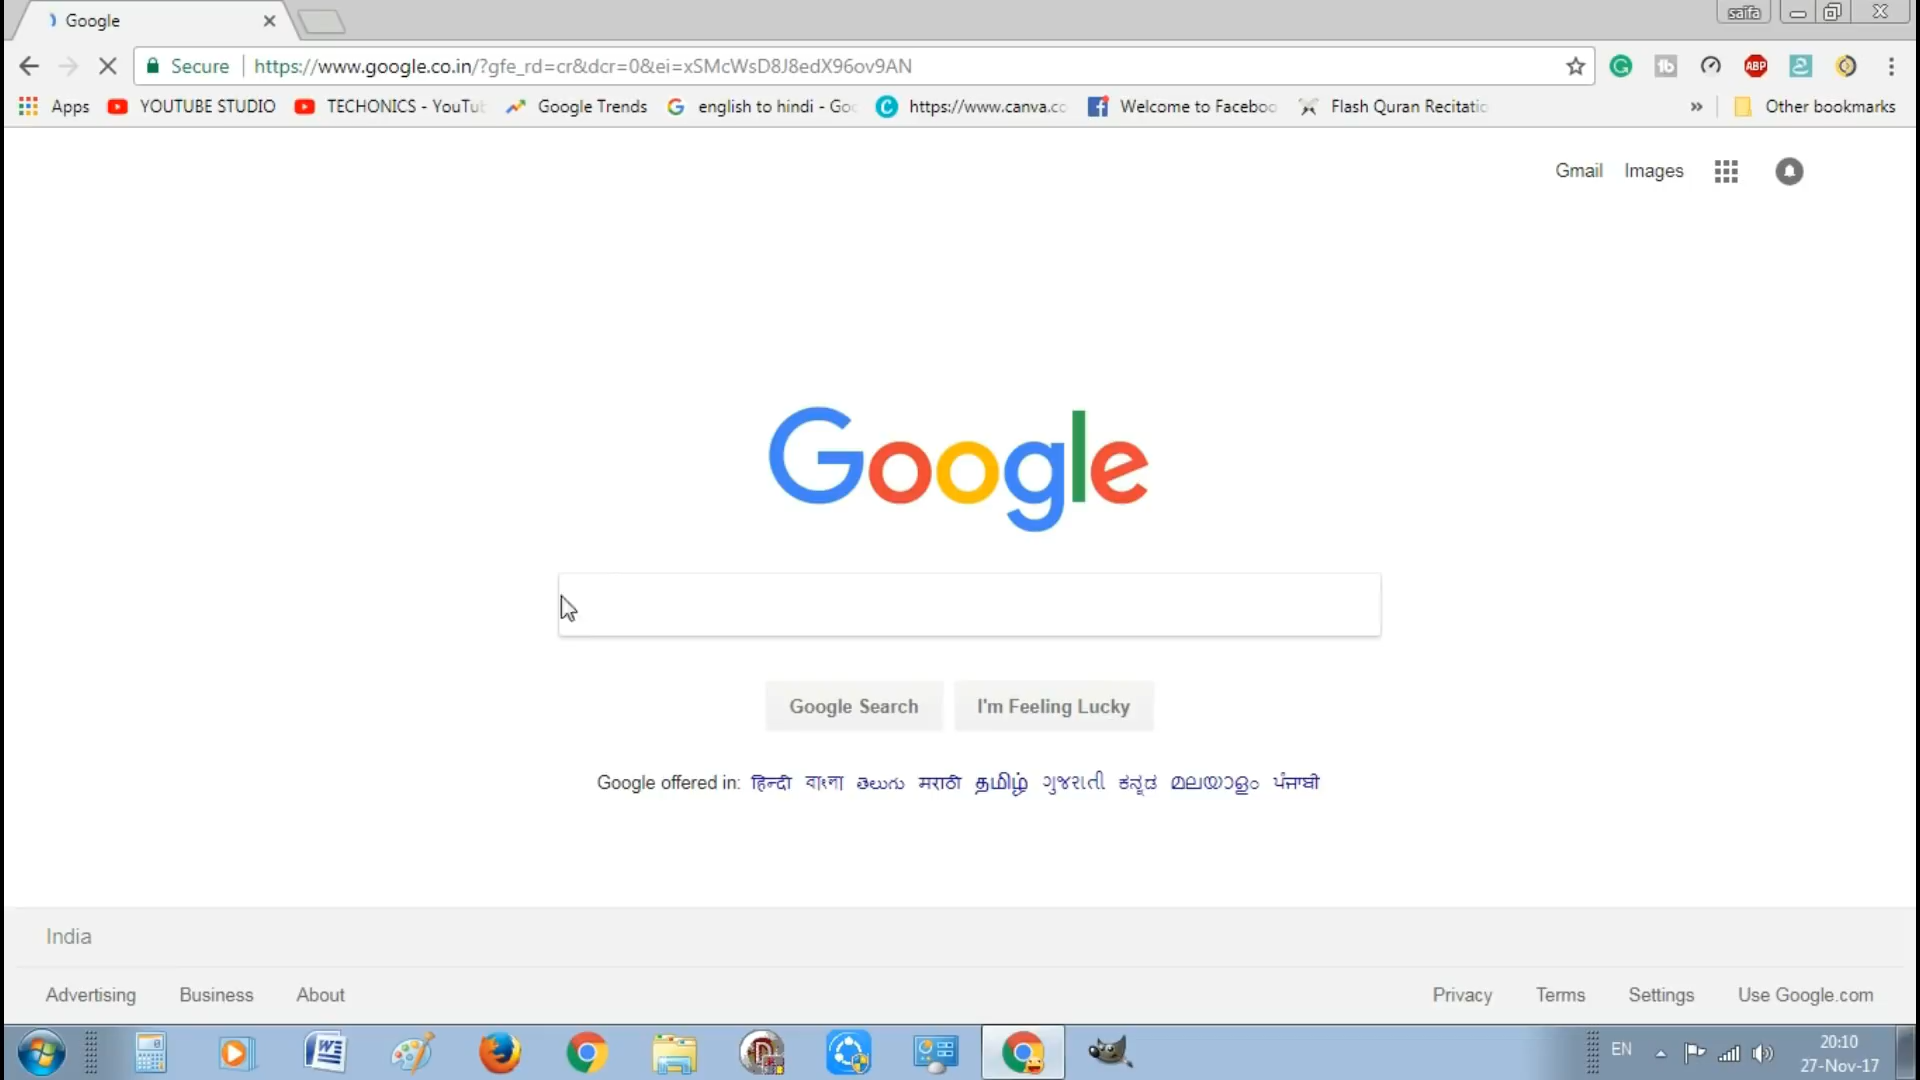 Google
saifa
Secure https://www.google.co.in/?gfe_rd=cr&dcr=0&ei=xSMcWsD8J8edX96ov9AN
ABP
Apps YOUTUBE STUDIO TECHONICS - YouTu Google Trends english to hindi - Goo https://www.canva.co Welcome to Faceboo Flash Quran Recitatio » Other bookmarks
Gmail Images
Google
Google Search I'm Feeling Lucky
Google offered in: हिन्दी বাংলা తెలుగు मराठी தமிழ் ગુજરાતી ಕನ್ನಡ മലയാളം ਪੰਜਾਬੀ
India
Advertising Business About Privacy Terms Settings Use Google.com
EN 20:10
27-Nov-17